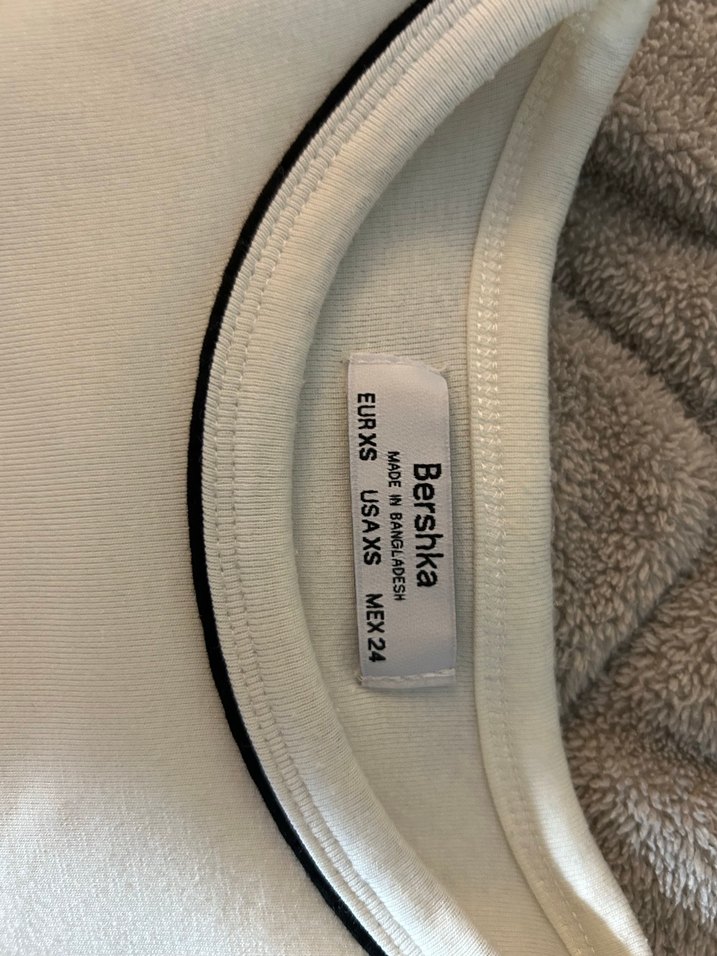 Bershka
MADE IN BANGLADESH
EUR XS USA XS MEX 24